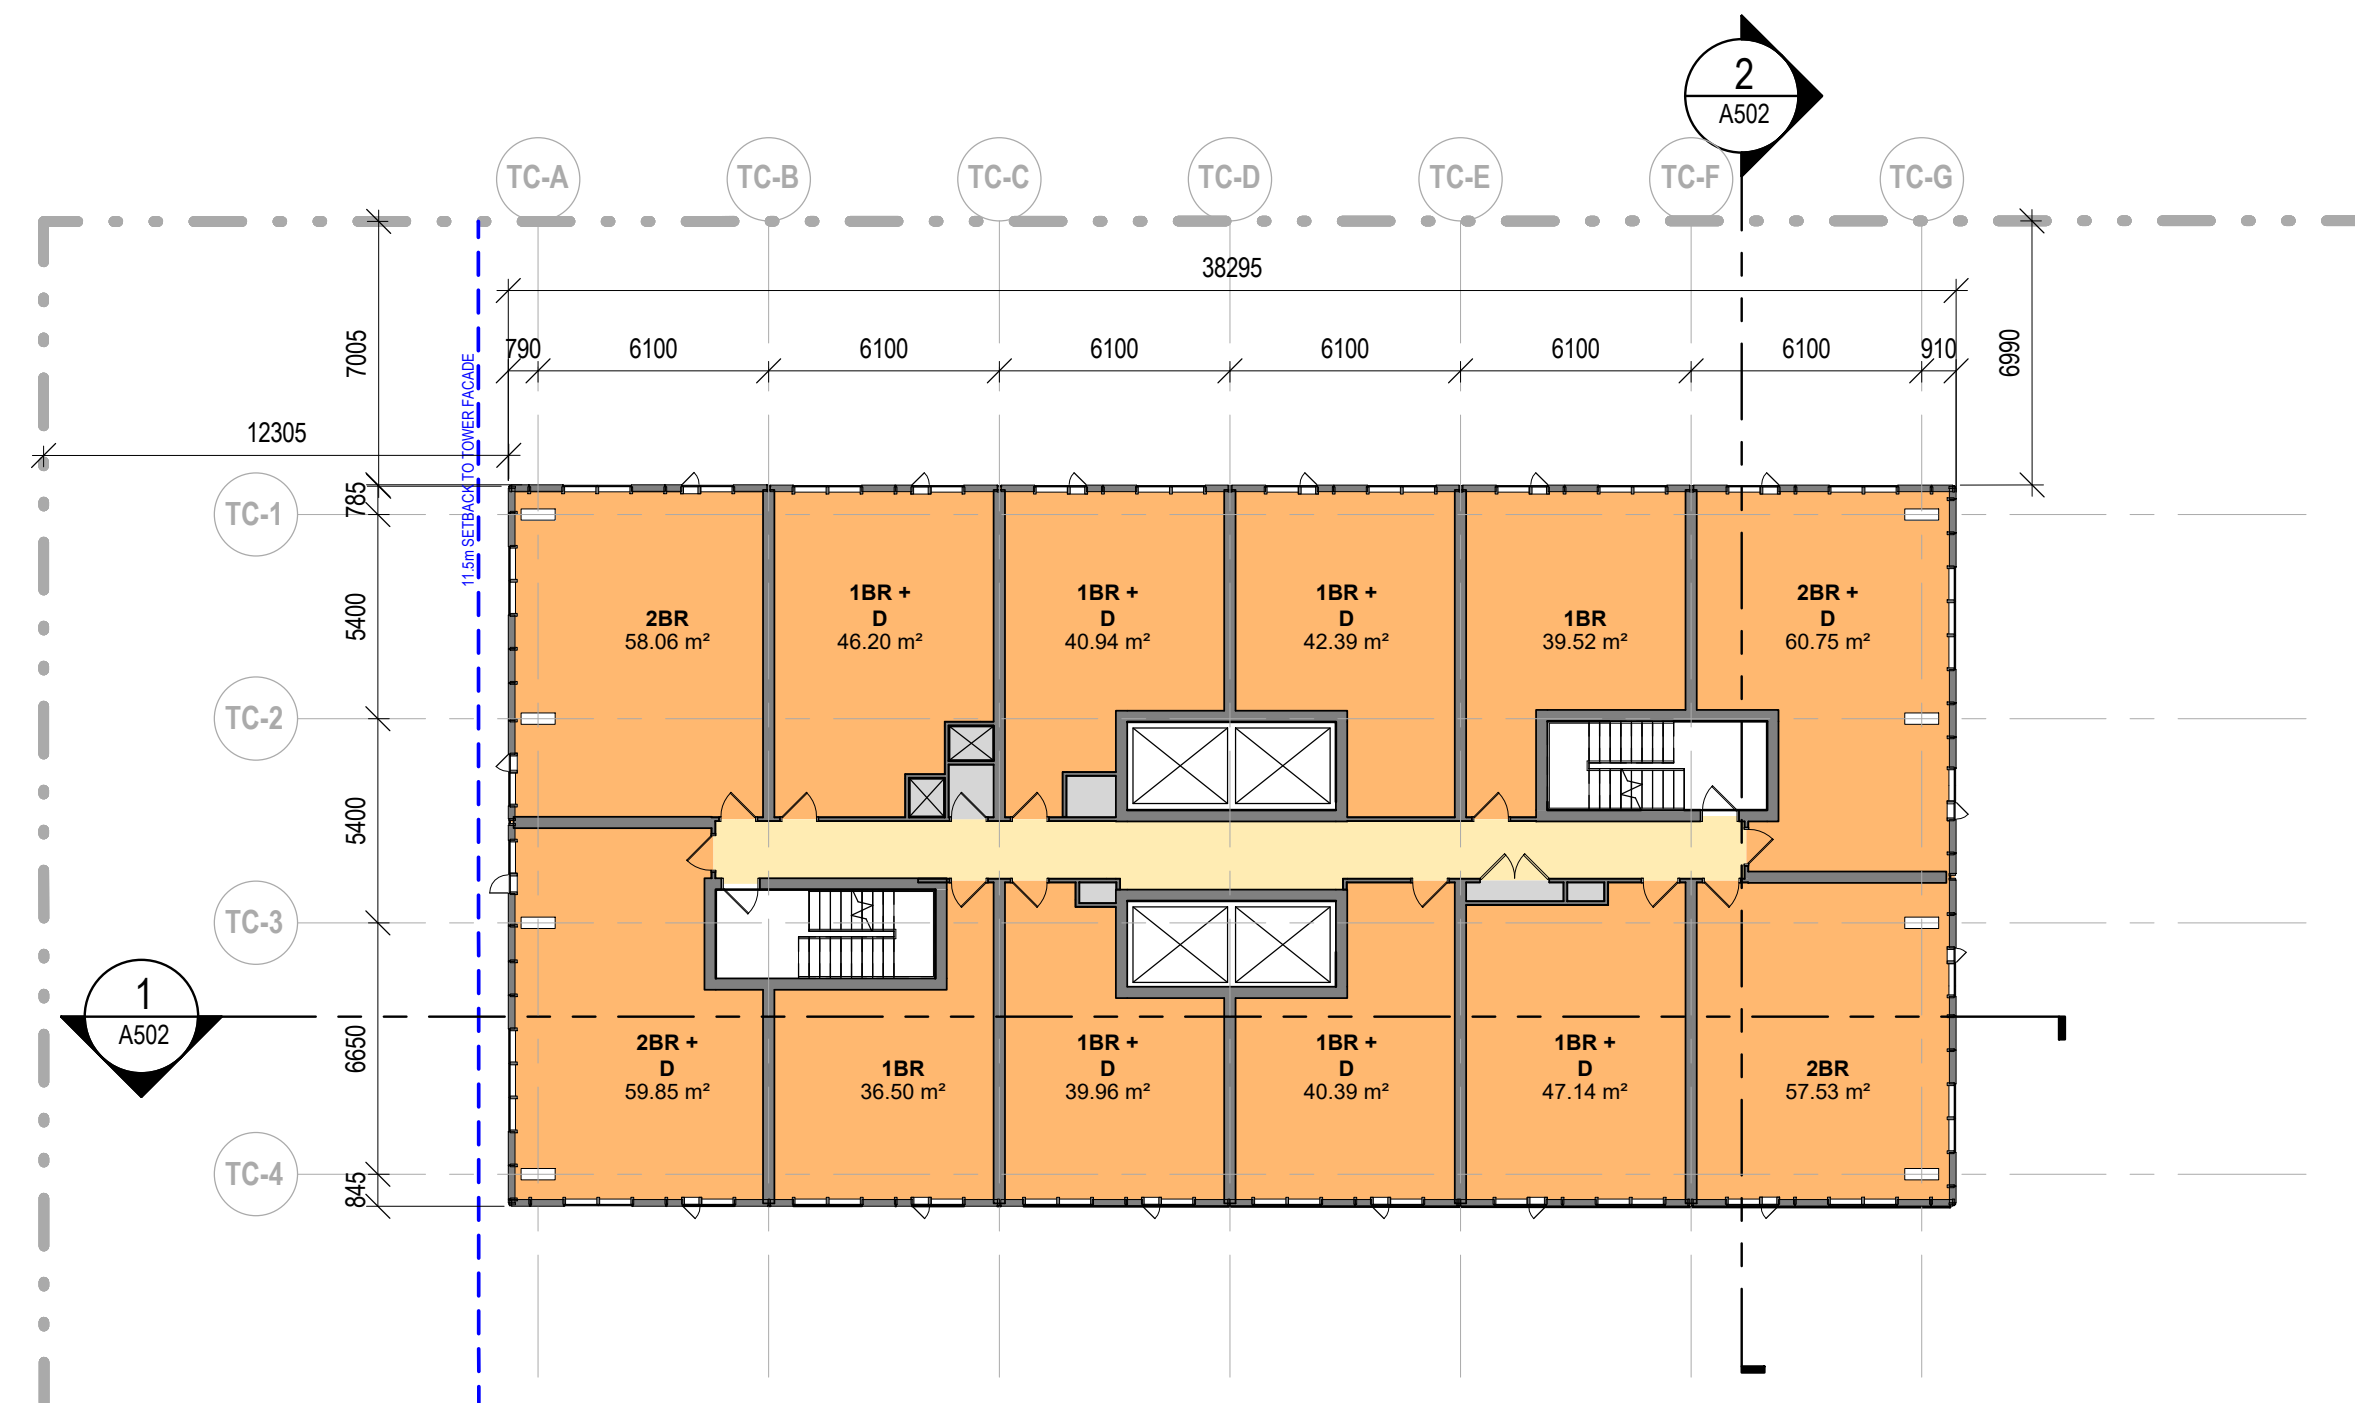 2
A502
TC-A
TC-B
TC-C
TC-D
TC-E
TC-F
TC-G
38295
790
6100
6100
6100
6100
6100
6100
910
7005
6990
12305
11.5m SETBACK TO TOWER FACADE
785
5400
5400
6650
845
TC-1
TC-2
TC-3
TC-4
2BR
58.06 m²
1BR +
D
46.20 m²
1BR +
D
40.94 m²
1BR +
D
42.39 m²
1BR
39.52 m²
2BR +
D
60.75 m²
1
A502
2BR +
D
59.85 m²
1BR
36.50 m²
1BR +
D
39.96 m²
1BR +
D
40.39 m²
1BR +
D
47.14 m²
2BR
57.53 m²